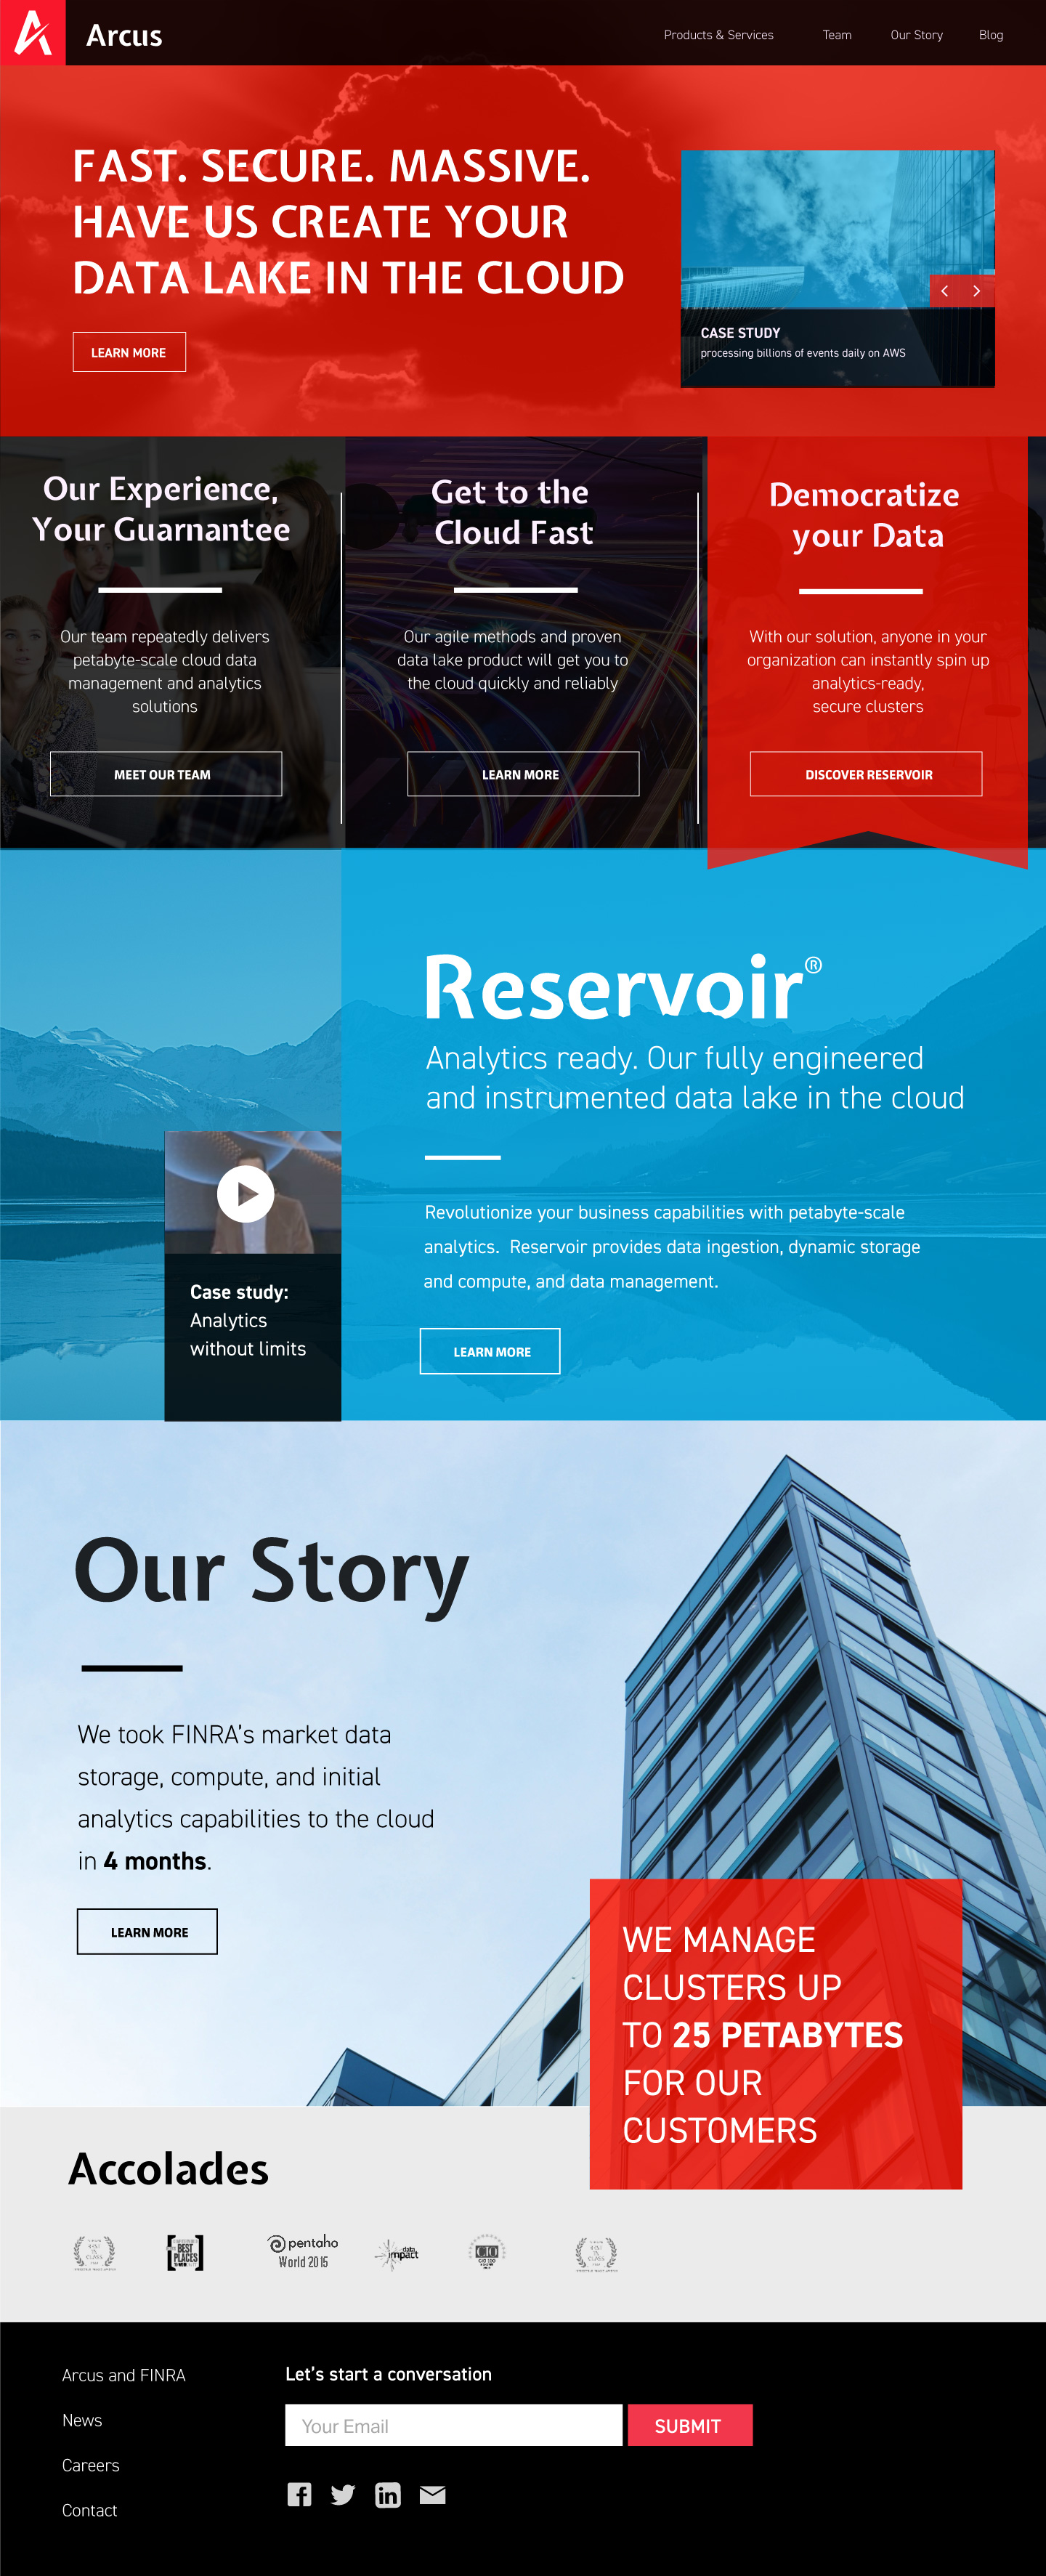 Arcus
Products & Services
Team
Our Story
Blog
FAST. SECURE. MASSIVE.
HAVE US CREATE YOUR
DATA LAKE IN THE CLOUD
LEARN MORE
CASE STUDY
processing billions of events daily on AWS
Our Experience,
Your Guarnantee
Our team repeatedly delivers
petabyte-scale cloud data
management and analytics
solutions
MEET OUR TEAM
Get to the
Cloud Fast
Our agile methods and proven
data lake product will get you to
the cloud quickly and reliably
LEARN MORE
Democratize
your Data
With our solution, anyone in your
organization can instantly spin up
analytics-ready,
secure clusters
DISCOVER RESERVOIR
Reservoir®
Analytics ready. Our fully engineered
and instrumented data lake in the cloud
Revolutionize your business capabilities with petabyte-scale
analytics. Reservoir provides data ingestion, dynamic storage
and compute, and data management.
LEARN MORE
Case study:
Analytics
without limits
Our Story
We took FINRA's market data
storage, compute, and initial
analytics capabilities to the cloud
in 4 months.
LEARN MORE
WE MANAGE
CLUSTERS UP
TO 25 PETABYTES
FOR OUR
CUSTOMERS
Accolades
BEST
PLACES
pentaho
World 2015
data
impact
CIO
Arcus and FINRA
News
Careers
Contact
Let's start a conversation
Your Email
SUBMIT